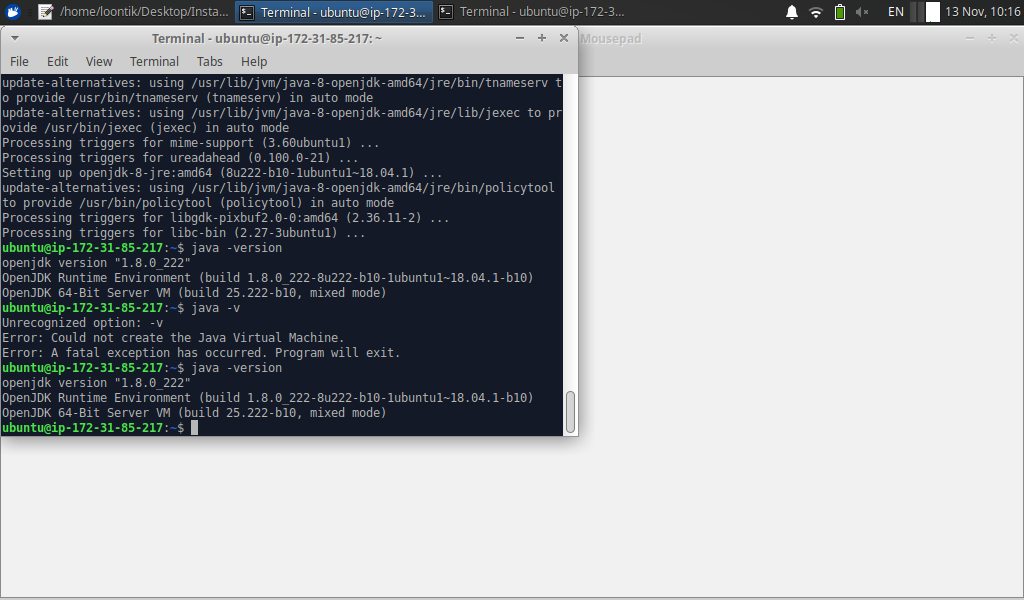 /home/loontik/Desktop/Insta... Terminal - ubuntu@ip-172-3... Terminal - ubuntu@ip-172-3... EN 13 Nov, 10:16
Terminal - ubuntu@ip-172-31-85-217: ~ Mousepad
File Edit View Terminal Tabs Help
update-alternatives: using /usr/lib/jvm/java-8-openjdk-amd64/jre/bin/tnameserv t
o provide /usr/bin/tnameserv (tnameserv) in auto mode
update-alternatives: using /usr/lib/jvm/java-8-openjdk-amd64/jre/lib/jexec to pr
ovide /usr/bin/jexec (jexec) in auto mode
Processing triggers for mime-support (3.60ubuntu1) ...
Processing triggers for ureadahead (0.100.0-21) ...
Setting up openjdk-8-jre:amd64 (8u222-b10-1ubuntu1~18.04.1) ...
update-alternatives: using /usr/lib/jvm/java-8-openjdk-amd64/jre/bin/policytool
to provide /usr/bin/policytool (policytool) in auto mode
Processing triggers for libgdk-pixbuf2.0-0:amd64 (2.36.11-2) ...
Processing triggers for libc-bin (2.27-3ubuntu1) ...
ubuntu@ip-172-31-85-217:~$ java -version
openjdk version "1.8.0_222"
OpenJDK Runtime Environment (build 1.8.0_222-8u222-b10-1ubuntu1~18.04.1-b10)
OpenJDK 64-Bit Server VM (build 25.222-b10, mixed mode)
ubuntu@ip-172-31-85-217:~$ java -v
Unrecognized option: -v
Error: Could not create the Java Virtual Machine.
Error: A fatal exception has occurred. Program will exit.
ubuntu@ip-172-31-85-217:~$ java -version
openjdk version "1.8.0_222"
OpenJDK Runtime Environment (build 1.8.0_222-8u222-b10-1ubuntu1~18.04.1-b10)
OpenJDK 64-Bit Server VM (build 25.222-b10, mixed mode)
ubuntu@ip-172-31-85-217:~$